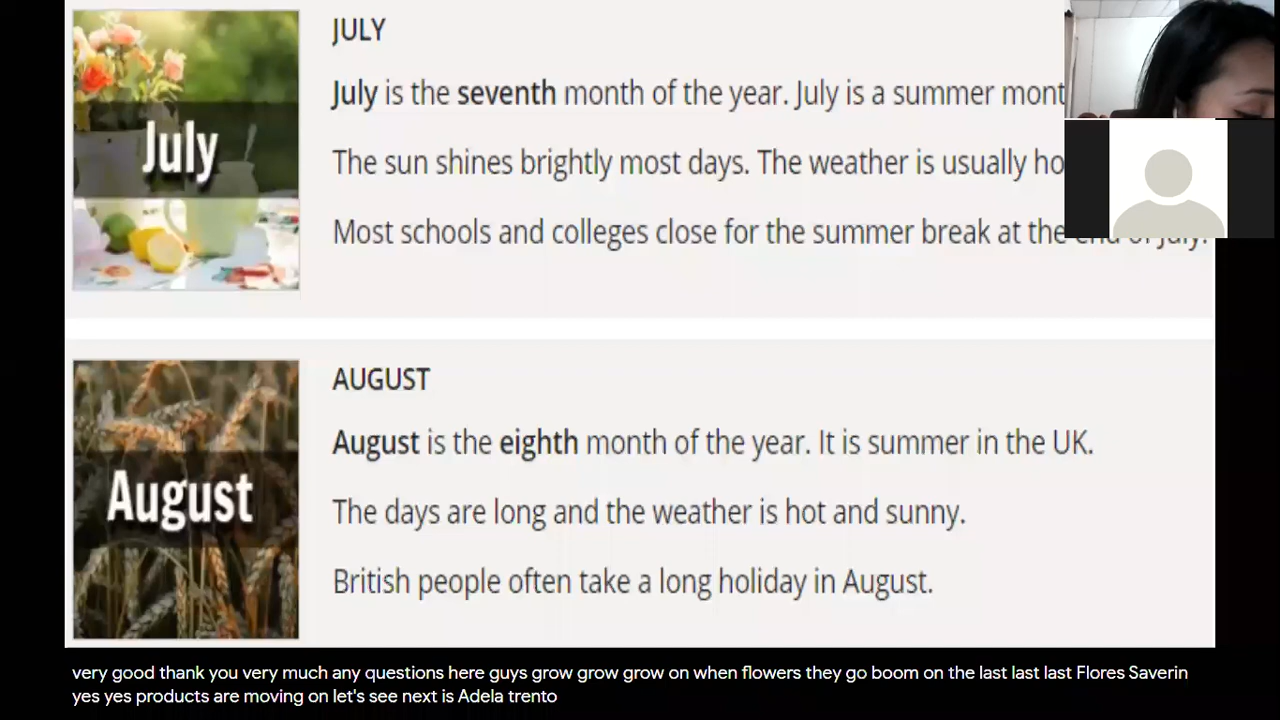 JULY
July is the seventh month of the year. July is a summer mont
July
The sun shines brightly most days. The weather is usually ho
Most schools and colleges close for the summer break at the end of July.
AUGUST
August is the eighth month of the year. It is summer in the UK.
August
The days are long and the weather is hot and sunny.
British people often take a long holiday in August.
very good thank you very much any questions here guys grow grow grow on when flowers they go boom on the last last last Flores Saverin
yes yes products are moving on let's see next is Adela trento